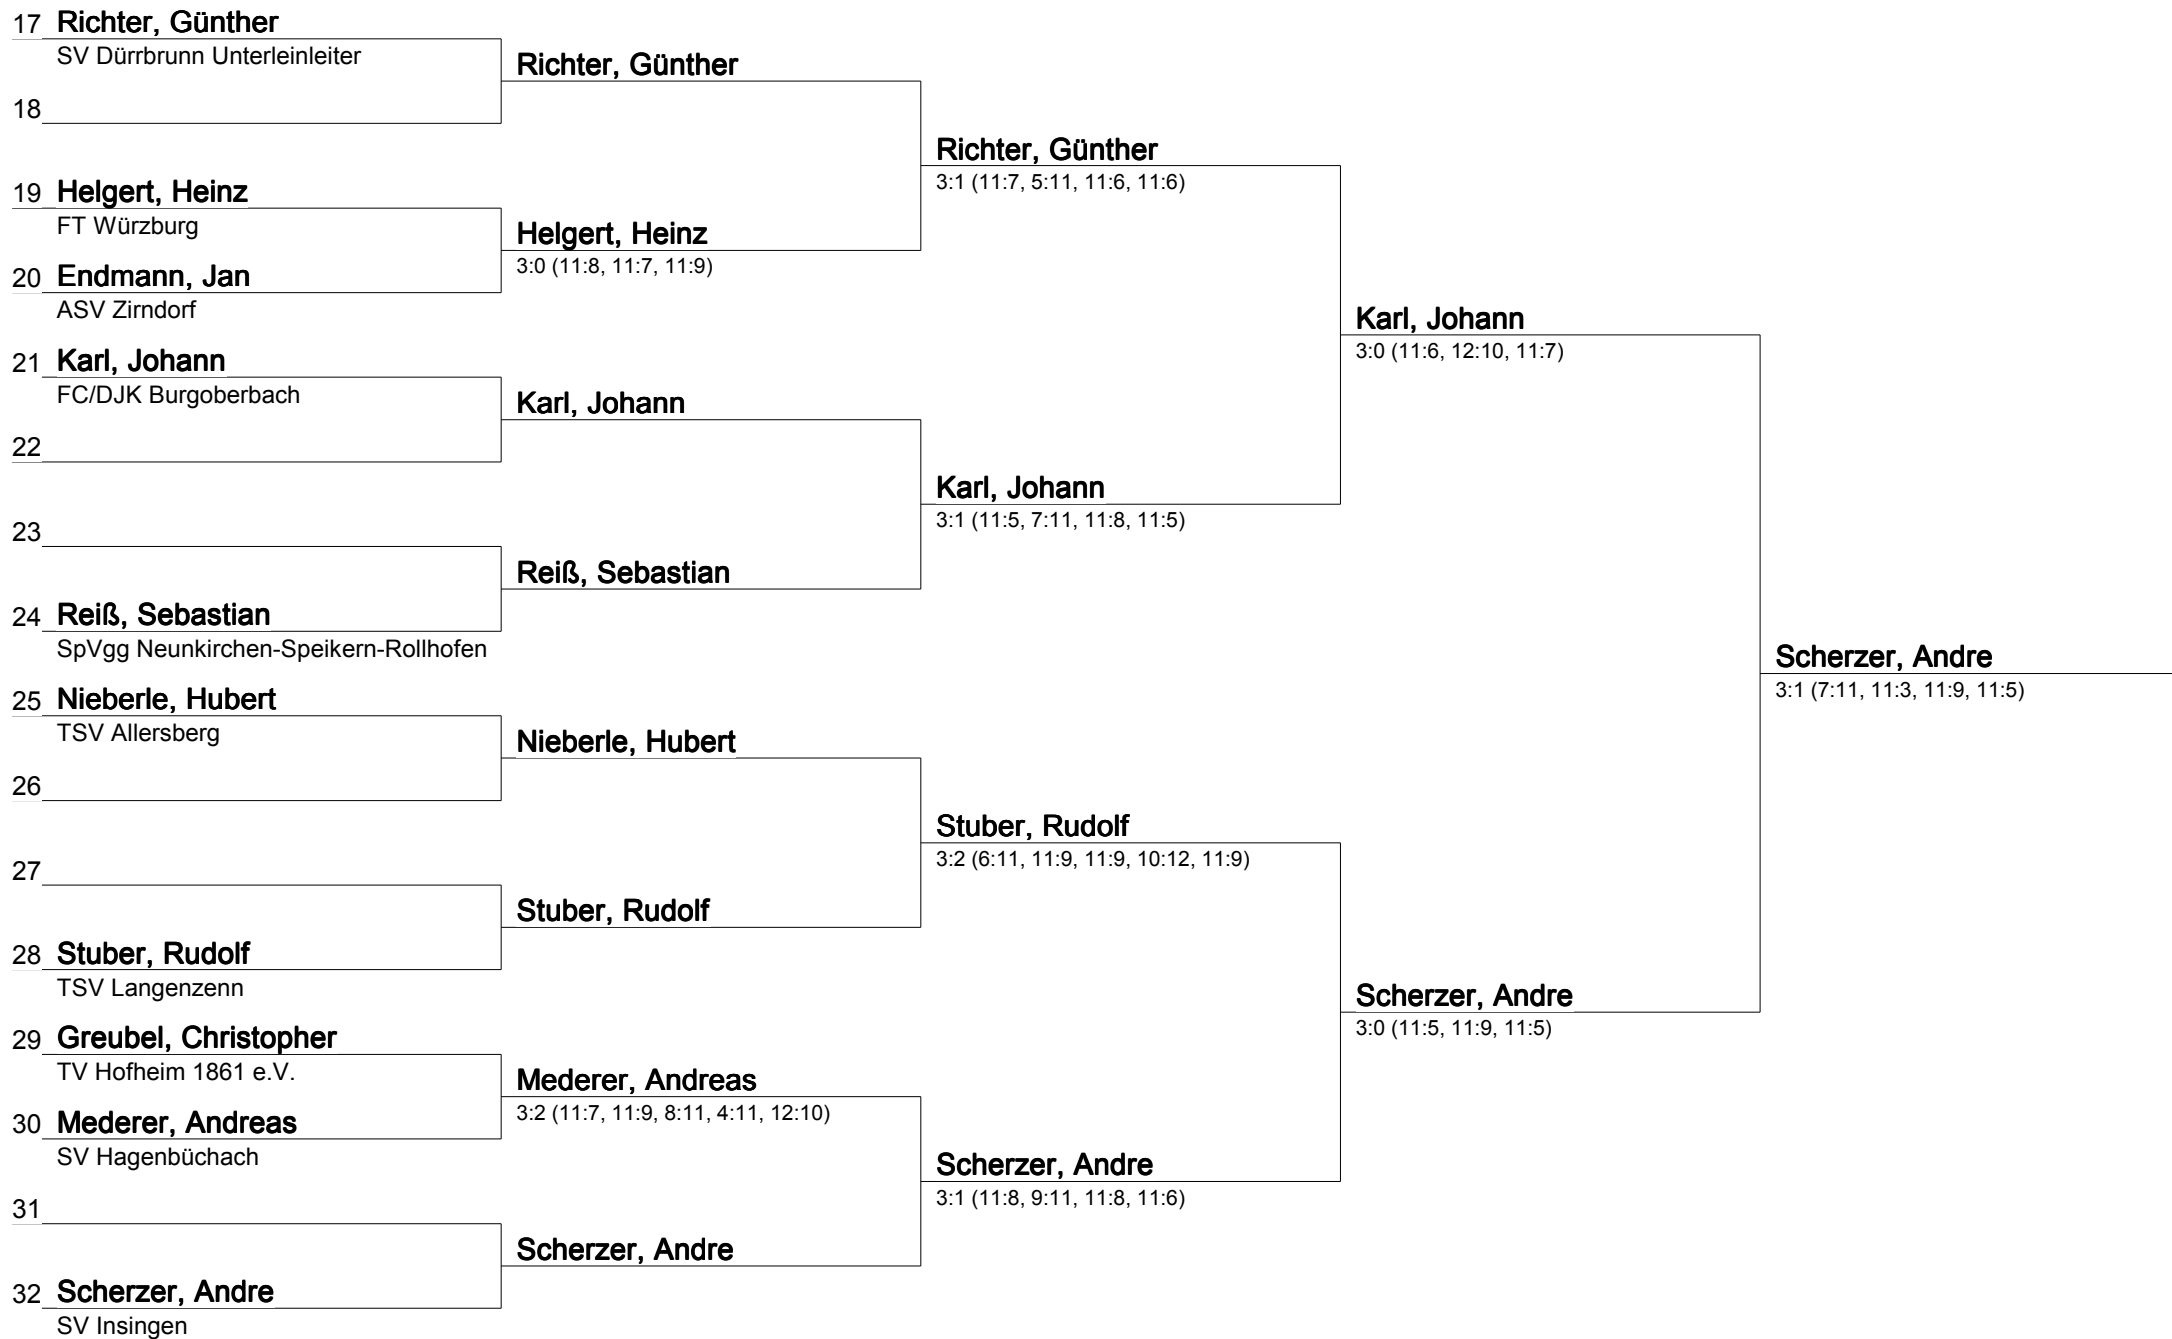 17 Richter, Günther
SV Dürrbrunn Unterleinleiter
Richter, Günther
18
Richter, Günther
3:1 (11:7, 5:11, 11:6, 11:6)
19 Helgert, Heinz
FT Würzburg
Helgert, Heinz
3:0 (11:8, 11:7, 11:9)
20 Endmann, Jan
ASV Zirndorf
Karl, Johann
3:0 (11:6, 12:10, 11:7)
21 Karl, Johann
FC/DJK Burgoberbach
Karl, Johann
22
Karl, Johann
3:1 (11:5, 7:11, 11:8, 11:5)
23
Reiß, Sebastian
24 Reiß, Sebastian
SpVgg Neunkirchen-Speikern-Rollhofen
Scherzer, Andre
3:1 (7:11, 11:3, 11:9, 11:5)
25 Nieberle, Hubert
TSV Allersberg
Nieberle, Hubert
26
Stuber, Rudolf
3:2 (6:11, 11:9, 11:9, 10:12, 11:9)
27
Stuber, Rudolf
28 Stuber, Rudolf
TSV Langenzenn
Scherzer, Andre
3:0 (11:5, 11:9, 11:5)
29 Greubel, Christopher
TV Hofheim 1861 e.V.
Mederer, Andreas
3:2 (11:7, 11:9, 8:11, 4:11, 12:10)
30 Mederer, Andreas
SV Hagenbüchach
Scherzer, Andre
3:1 (11:8, 9:11, 11:8, 11:6)
31
Scherzer, Andre
32 Scherzer, Andre
SV Insingen